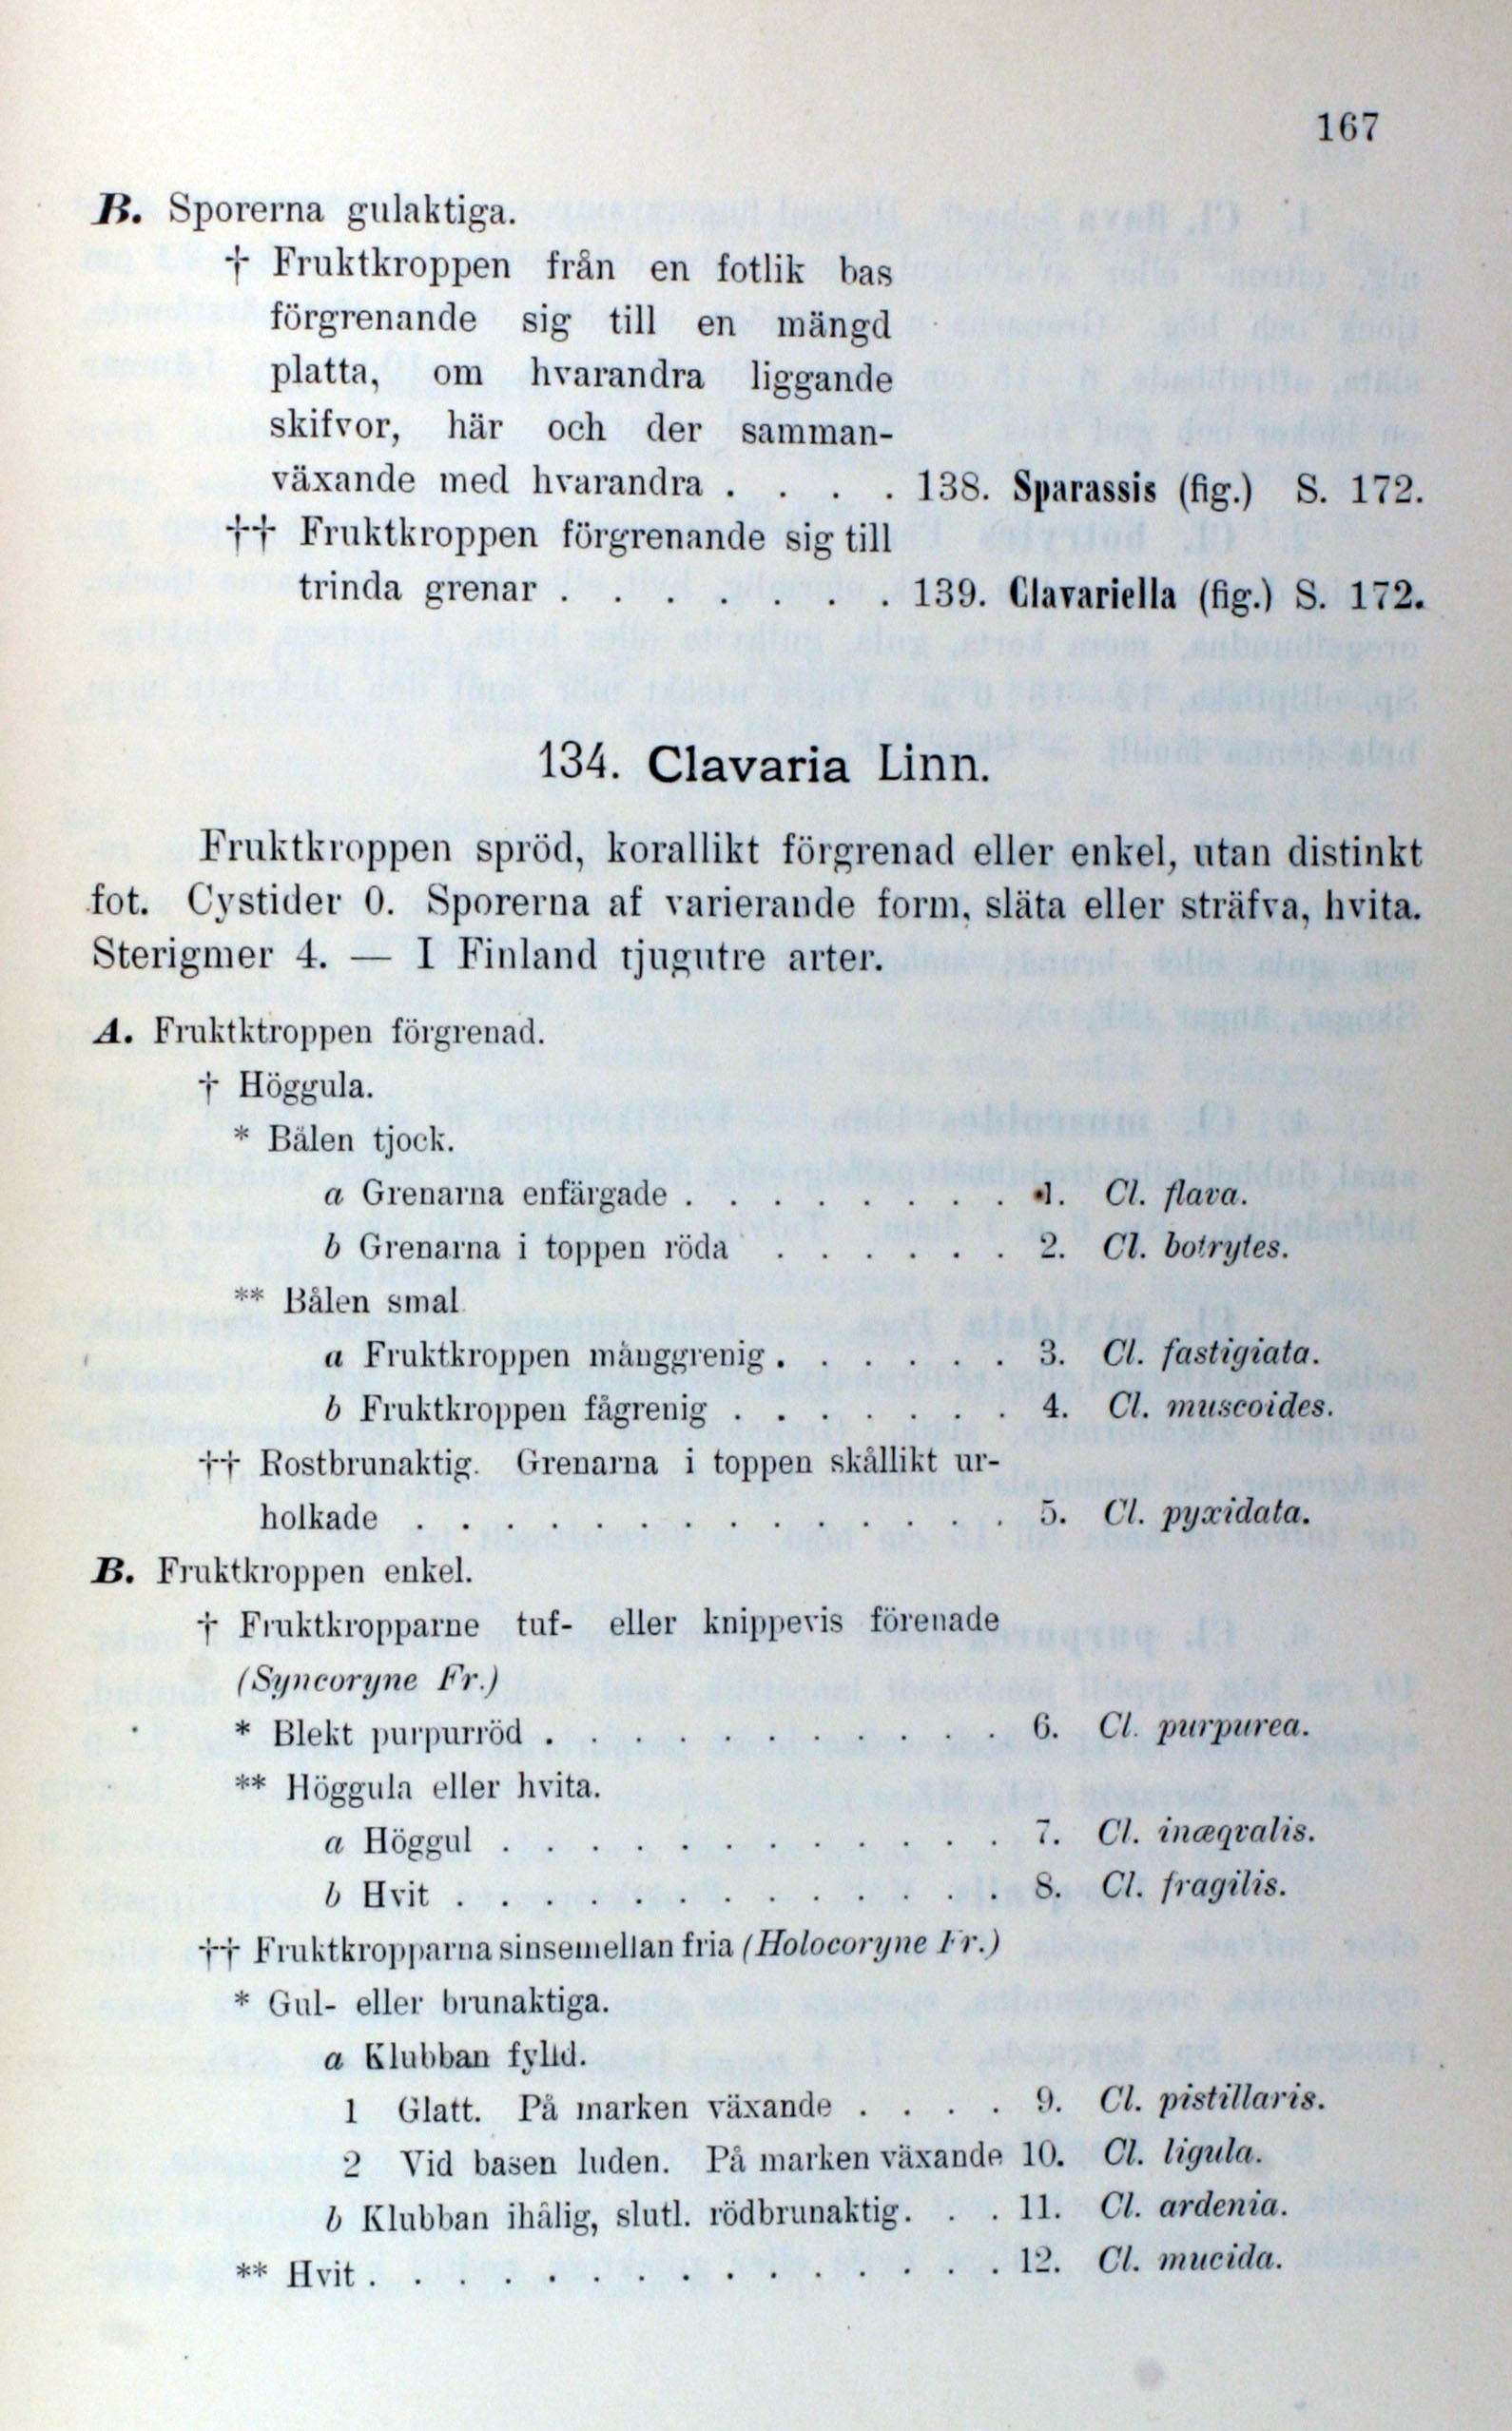 167
B. Sporerna gulaktiga.
† Fruktkroppen från en fotlik bas
förgrenande sig till en mängd
platta, om hvarandra liggande
skifvor, här och der samman-
växande med hvarandra . . . . 138. Sparassis (fig.) S. 172.
†† Fruktkroppen förgrenande sig till
trinda grenar . . . . . . . . 139. Clavariella (fig.) S. 172.
134. Clavaria Linn.
Fruktkroppen spröd, korallikt förgrenad eller enkel, utan distinkt
fot. Cystider 0. Sporerna af varierande form, släta eller sträfva, hvita.
Sterigmer 4. — I Finland tjugutre arter.
A. Fruktktroppen förgrenad.
† Höggula.
* Bålen tjock.
a Grenarna enfärgade . . . . . . . . 1. Cl. flava.
b Grenarna i toppen röda . . . . . . 2. Cl. botrytes.
** Bålen smal
a Fruktkroppen månggrenig . . . . . . 3. Cl. fastigiata.
b Fruktkroppen fågrenig . . . . . . . 4. Cl. muscoides.
†† Rostbrunaktig. Grenarna i toppen skållikt ur-
holkade . . . . . . . . . . . . . . 5. Cl. pyxidata.
B. Fruktkroppen enkel.
† Fruktkropparne tuf- eller knippevis förenade
(Syncoryne Fr.)
* Blekt purpurröd . . . . . . . . . . . 6. Cl. purpurea.
** Höggula eller hvita.
a Höggul . . . . . . . . . . . . 7. Cl. inæqvalis.
b Hvit . . . . . . . . . . . . . 8. Cl. fragilis.
†† Fruktkropparna sinsemellan fria (Holocoryne Fr.)
* Gul- eller brunaktiga.
a Klubban fylld.
1 Glatt. På marken växande . . . . 9. Cl. pistillaris.
2 Vid basen luden. På marken växande 10. Cl. ligula.
b Klubban ihålig, slutl. rödbrunaktig. . . 11. Cl. ardenia.
** Hvit . . . . . . . . . . . . . . . 12. Cl. mucida.